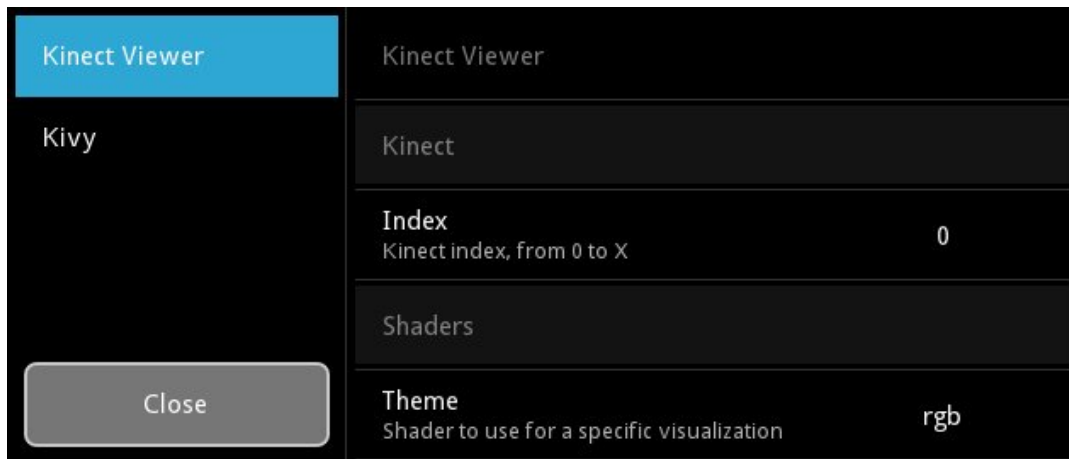 Kinect Viewer
Kivy
Close
Kinect Viewer
Kinect
Index
Kinect index, from 0 to X
0
Shaders
Theme
Shader to use for a specific visualization
rgb